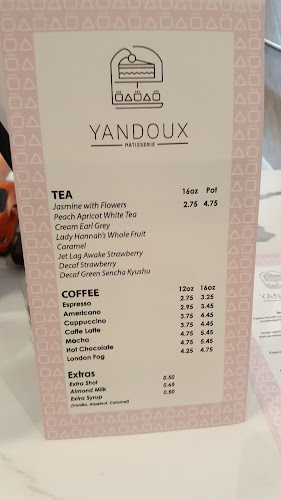 YANDOUX
PÂTISSERIE
TEA 16oz Pot
Jasmine with Flowers 2.75 4.75
Peach Apricot White Tea
Cream Earl Grey
Lady Hannah's Whole Fruit
Caramel
Jet Lag Awake Strawberry
Decaf Strawberry
Decaf Green Sencha Kyushu
COFFEE 12oz 16oz
Espresso 2.75 3.25
Americano 2.95 3.45
Cappuccino 3.75 4.45
Caffe Latte 3.75 4.45
Mocha 4.75 5.45
Hot Chocolate 4.75 5.45
London Fog 4.25 4.75
Extras
Extra Shot 0.50
Almond Milk 0.65
Extra Syrup 0.50
(Vanilla, Hazelnut, Caramel)
YAN